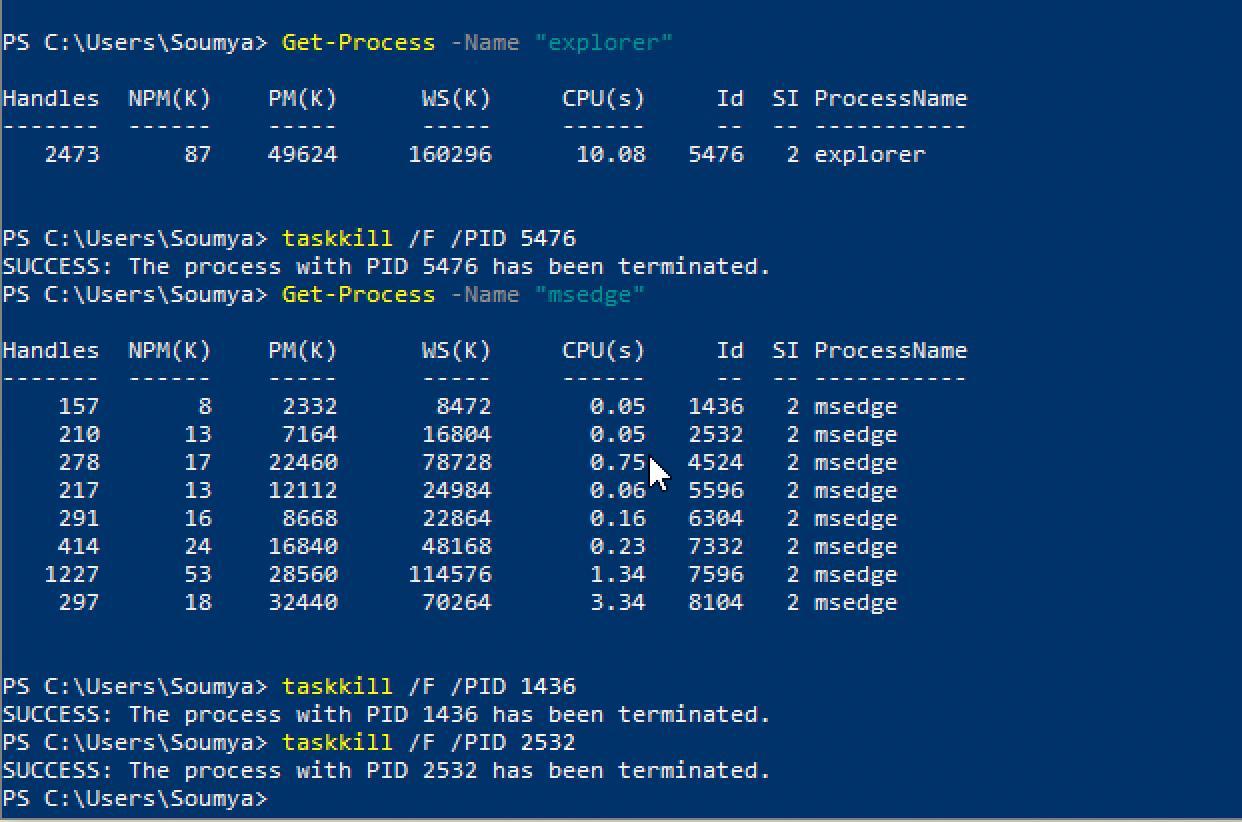 PS C:\Users\Soumya> Get-Process -Name "explorer"
Handles  NPM(K)    PM(K)      WS(K)     CPU(s)     Id  SI ProcessName
-------  ------    -----      -----     ------     --  -- -----------
   2473      87    49624     160296      10.08   5476   2 explorer
PS C:\Users\Soumya> taskkill /F /PID 5476
SUCCESS: The process with PID 5476 has been terminated.
PS C:\Users\Soumya> Get-Process -Name "msedge"
Handles  NPM(K)    PM(K)      WS(K)     CPU(s)     Id  SI ProcessName
-------  ------    -----      -----     ------     --  -- -----------
    157       8     2332       8472       0.05   1436   2 msedge
    210      13     7164      16804       0.05   2532   2 msedge
    278      17    22460      78728       0.75   4524   2 msedge
    217      13    12112      24984       0.06   5596   2 msedge
    291      16     8668      22864       0.16   6304   2 msedge
    414      24    16840      48168       0.23   7332   2 msedge
   1227      53    28560     114576       1.34   7596   2 msedge
    297      18    32440      70264       3.34   8104   2 msedge
PS C:\Users\Soumya> taskkill /F /PID 1436
SUCCESS: The process with PID 1436 has been terminated.
PS C:\Users\Soumya> taskkill /F /PID 2532
SUCCESS: The process with PID 2532 has been terminated.
PS C:\Users\Soumya>